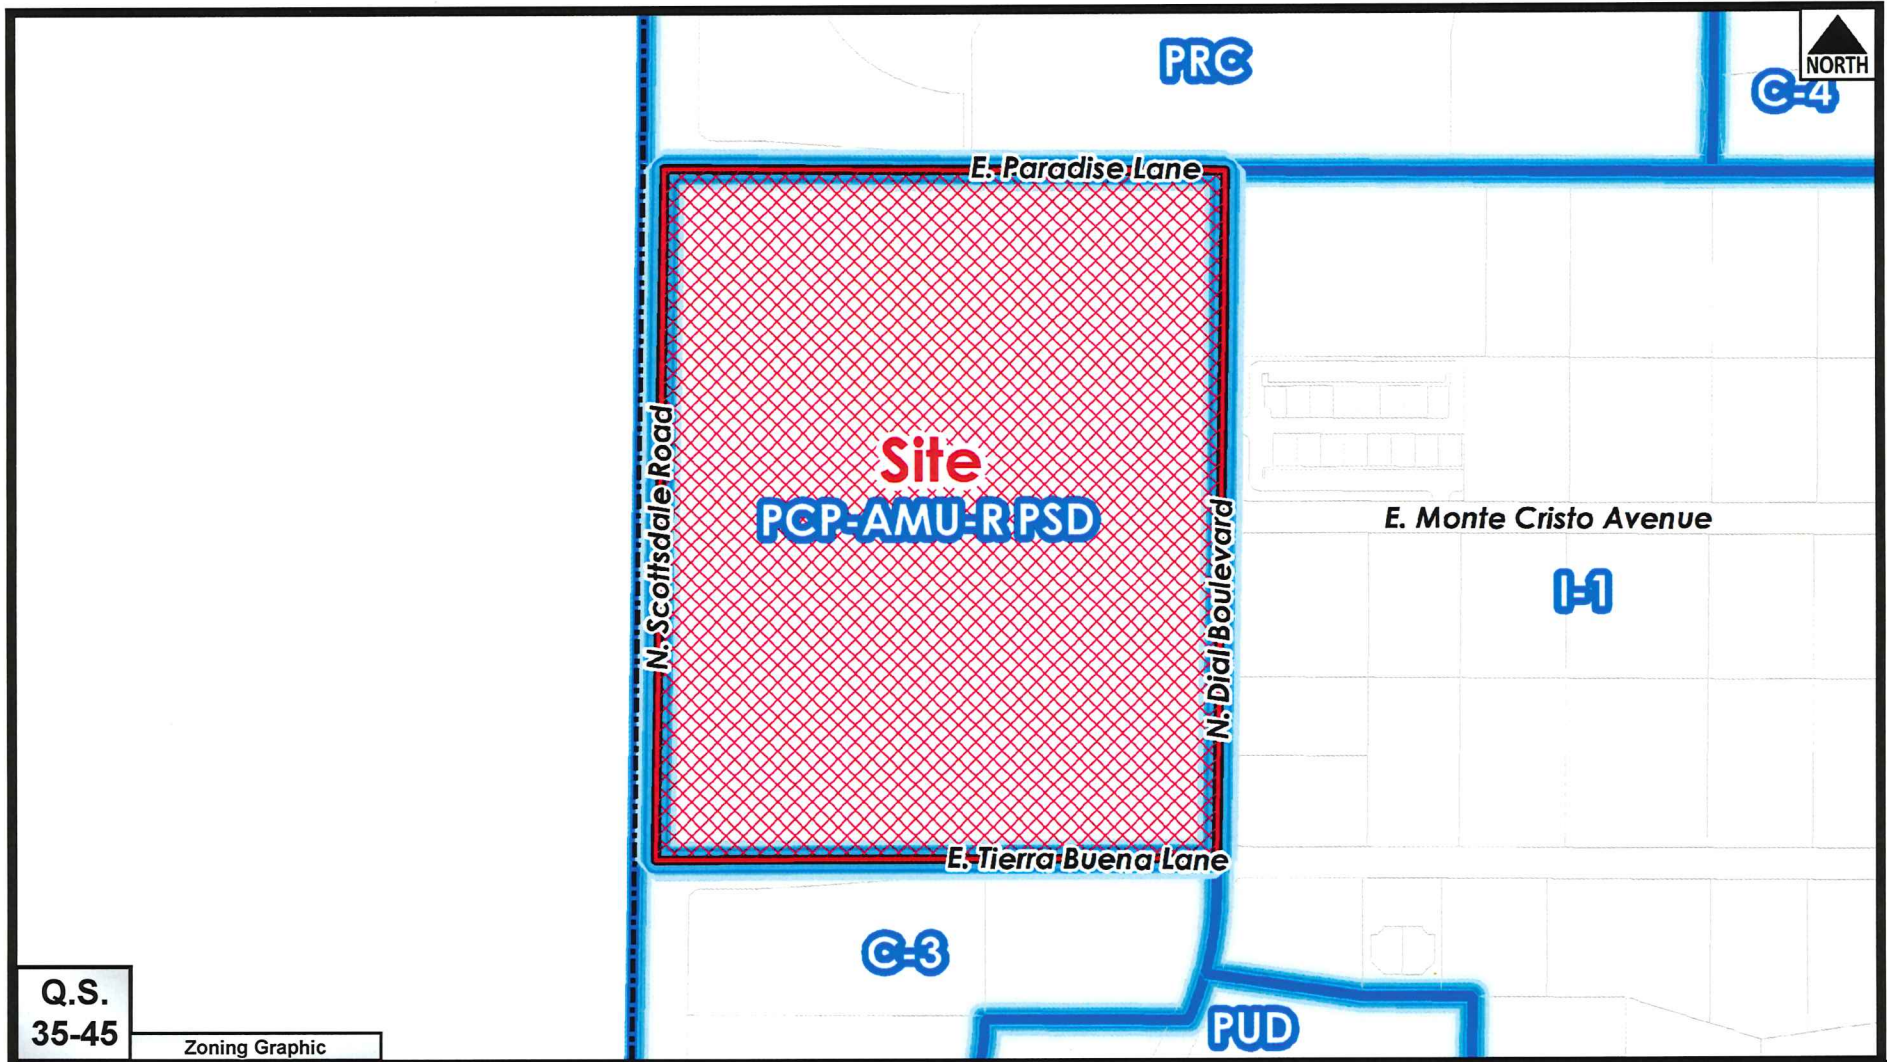 PRC
NORTH
C-4
E. Paradise Lane
N. Scottsdale Road
Site
PCP-AMU-R PSD
N. Dial Boulevard
E. Monte Cristo Avenue
I-1
E. Tierra Buena Lane
C-3
PUD
Q.S.
35-45
Zoning Graphic